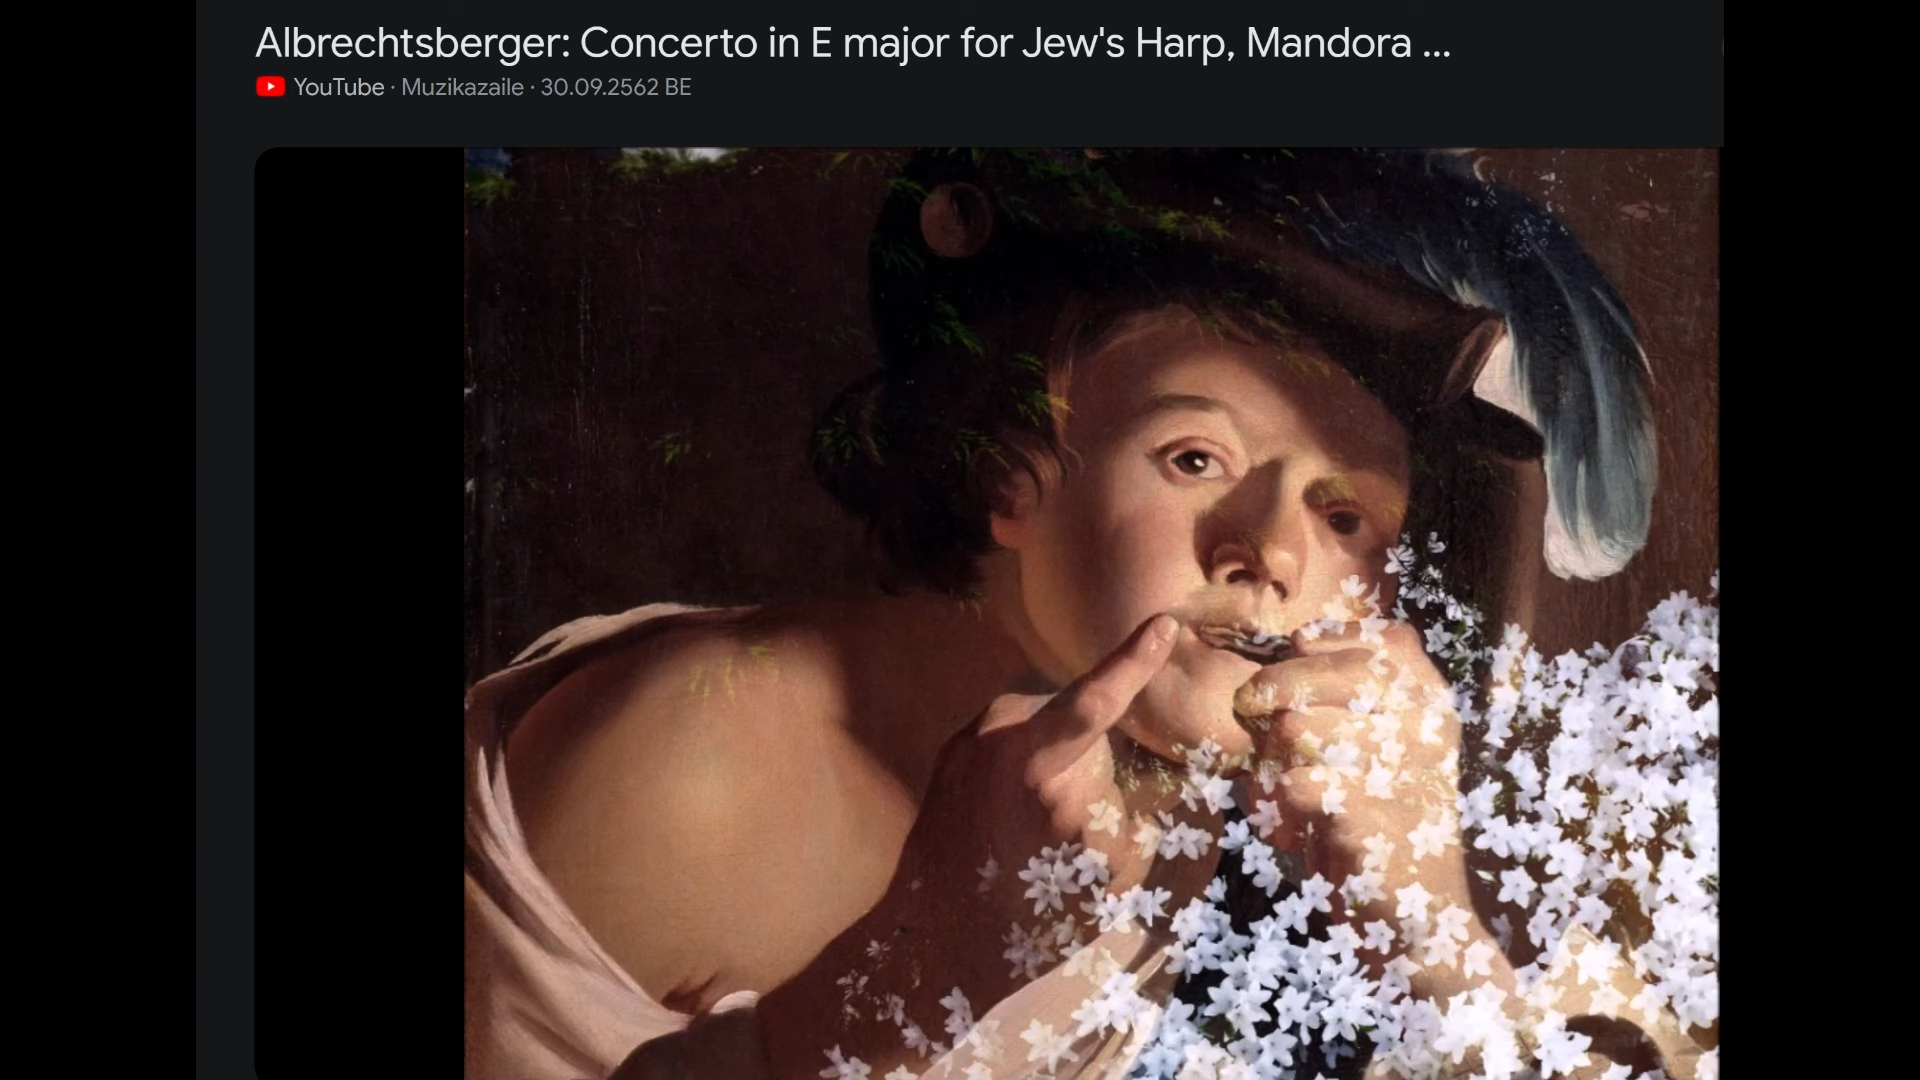 Albrechtsberger: Concerto in E major for Jew's Harp, Mandora ...
YouTube · Muzikazaile · 30.09.2562 BE